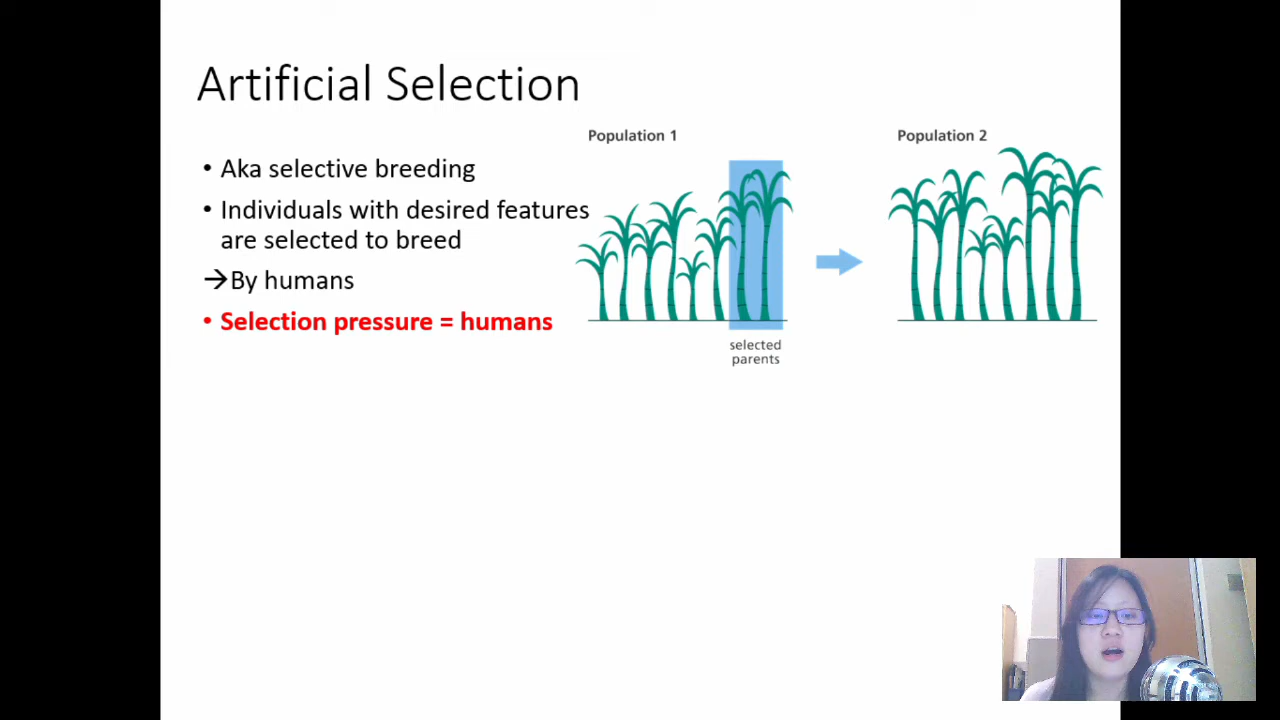 Artificial Selection
• Aka selective breeding
• Individuals with desired features
are selected to breed
→By humans
• Selection pressure = humans
Population 1
selected
parents
Population 2